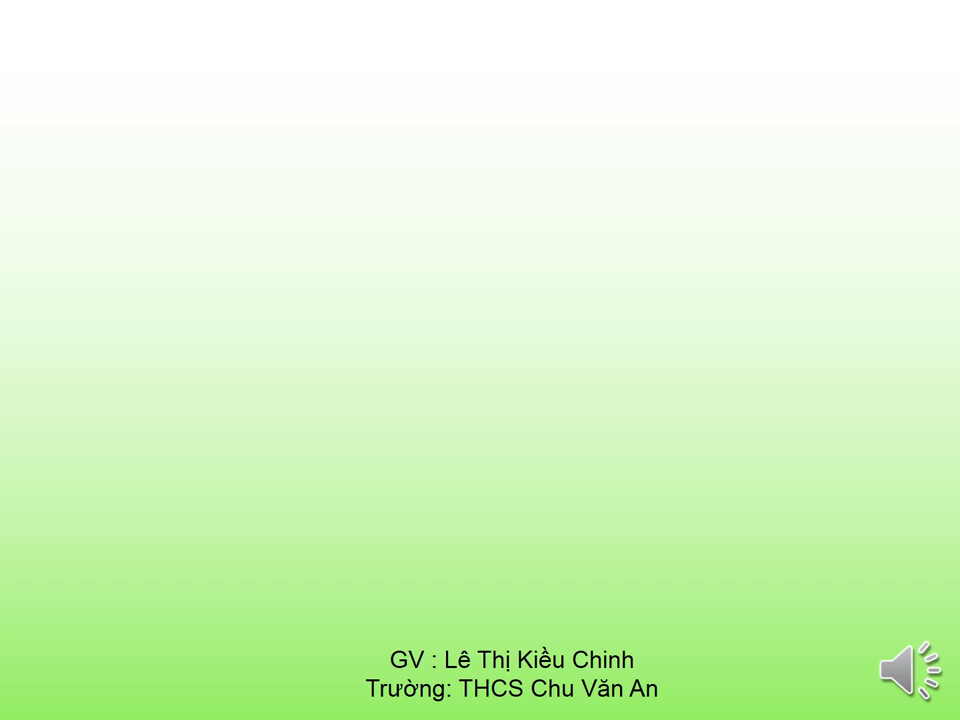 GV : Lê Thị Kiều Chinh
Trường: THCS Chu Văn An